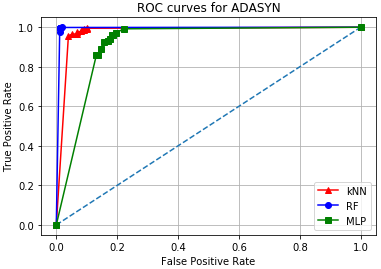 ROC curves for ADASYN
True Positive Rate
1.0
0.8
0.6
0.4
0.2
0.0
0.0
0.2
0.4
0.6
0.8
1.0
False Positive Rate
kNN
RF
MLP